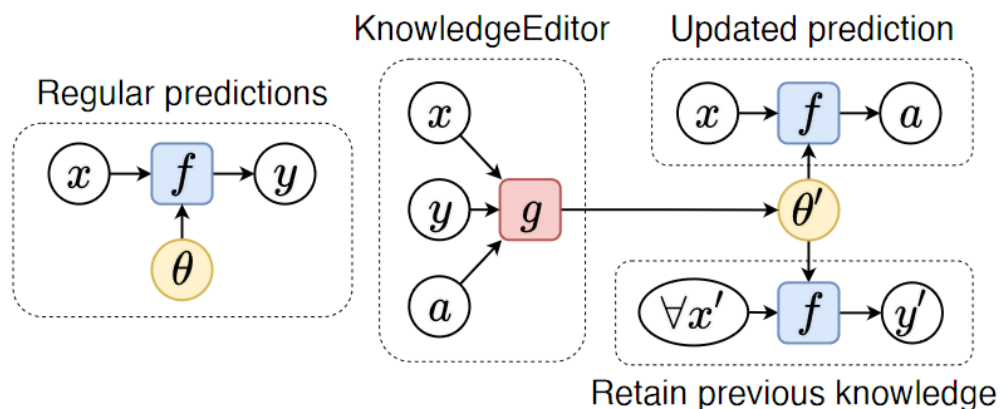 Regular predictions
x f y
θ
KnowledgeEditor
x
y g
a
Updated prediction
x f a
θ′
∀x′ f y′
Retain previous knowledge